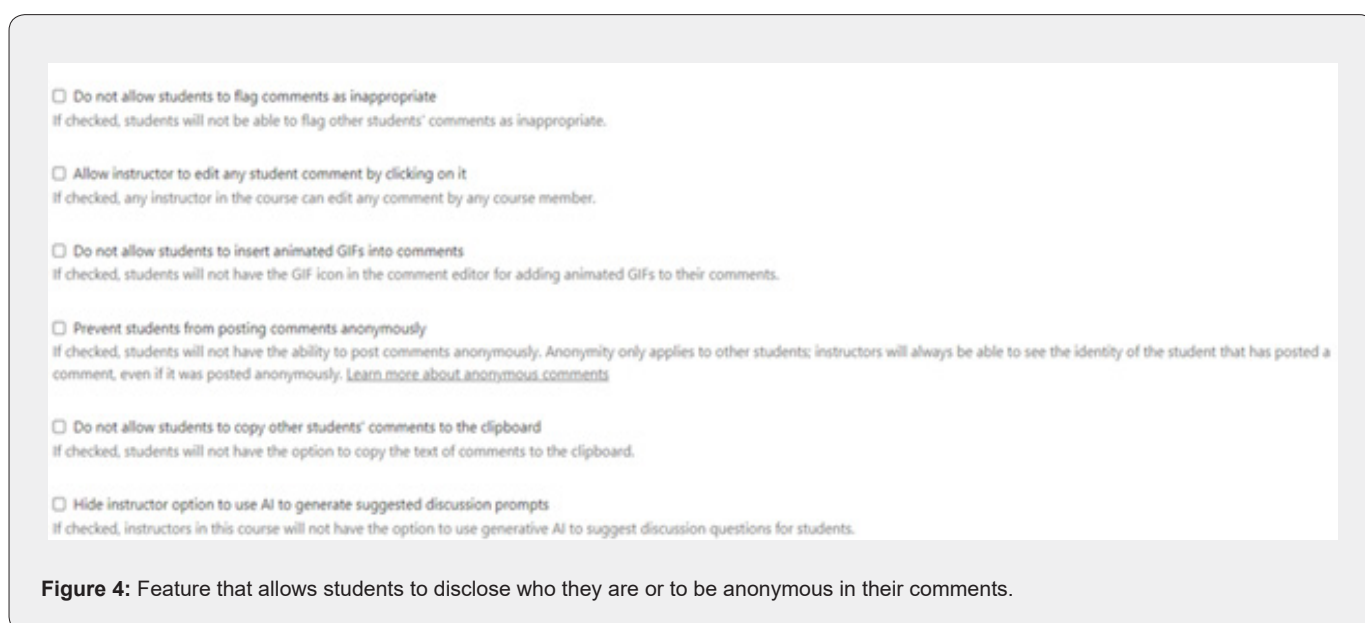 Do not allow students to flag comments as inappropriate
If checked, students will not be able to flag other students' comments as inappropriate.
Allow instructor to edit any student comment by clicking on it
If checked, any instructor in the course can edit any comment by any course member.
Do not allow students to insert animated GIFs into comments
If checked, students will not have the GIF icon in the comment editor for adding animated GIFs to their comments.
Prevent students from posting comments anonymously
If checked, students will not have the ability to post comments anonymously. Anonymity only applies to other students; instructors will always be able to see the identity of the student that has posted a
comment, even if it was posted anonymously. Learn more about anonymous comments
Do not allow students to copy other students' comments to the clipboard
If checked, students will not have the option to copy the text of comments to the clipboard.
Hide instructor option to use AI to generate suggested discussion prompts
If checked, instructors in this course will not have the option to use generative AI to suggest discussion questions for students.
Figure 4: Feature that allows students to disclose who they are or to be anonymous in their comments.